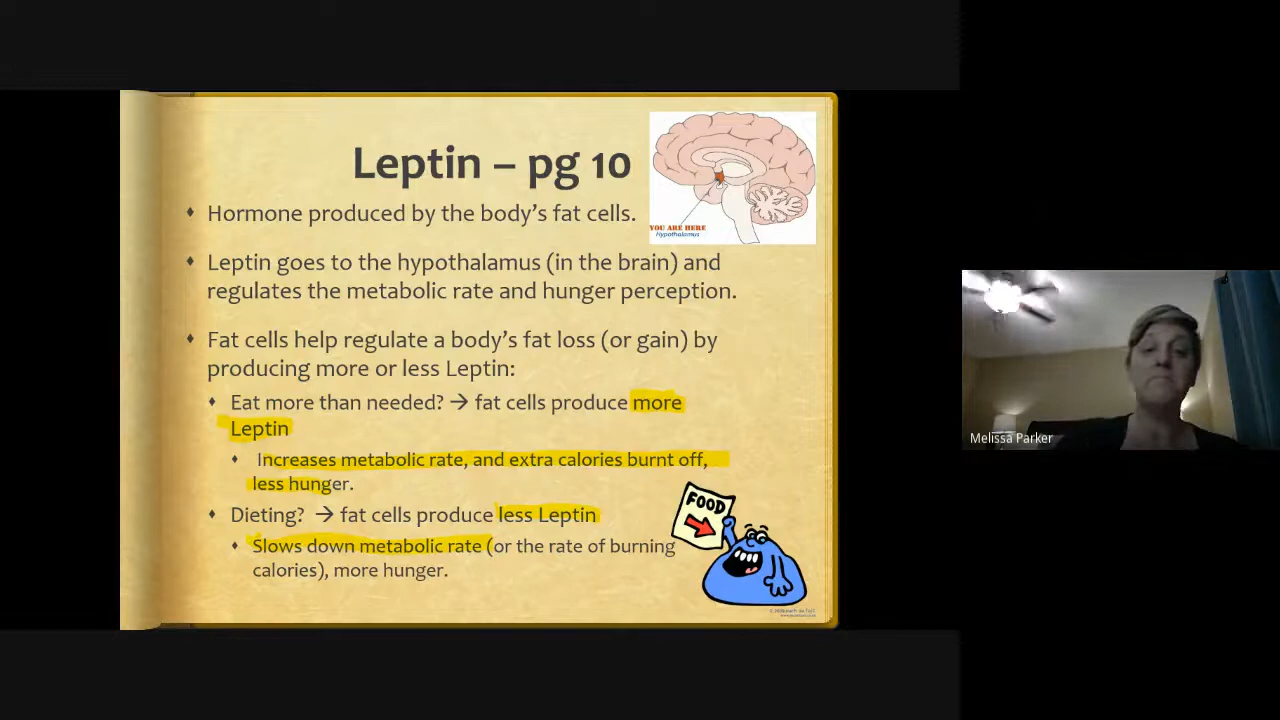 Leptin – pg 10
Hormone produced by the body's fat cells.
YOU ARE HERE
Hypothalamus
Leptin goes to the hypothalamus (in the brain) and
regulates the metabolic rate and hunger perception.
Fat cells help regulate a body's fat loss (or gain) by
producing more or less Leptin:
Eat more than needed? → fat cells produce more
Leptin
Increases metabolic rate, and extra calories burnt off,
less hunger.
Dieting? → fat cells produce less Leptin
Slows down metabolic rate (or the rate of burning
calories), more hunger.
FOOD
Melissa Parker